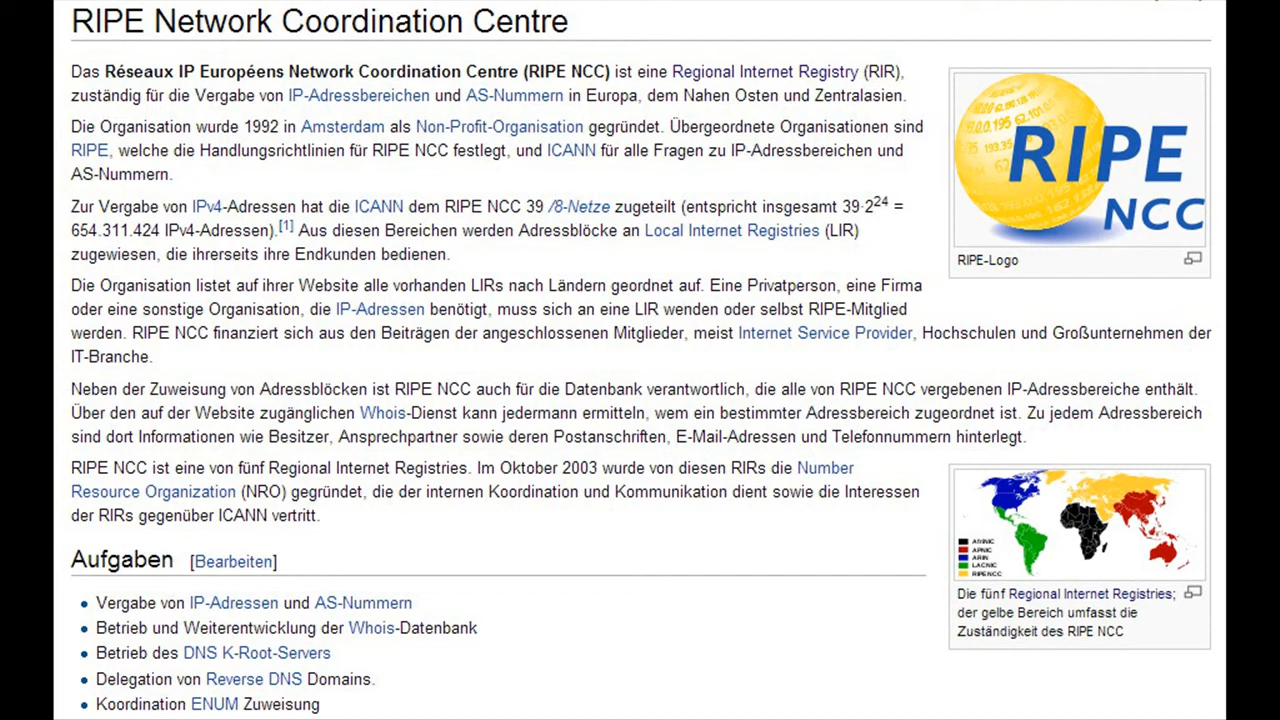 RIPE Network Coordination Centre
Das Réseaux IP Européens Network Coordination Centre (RIPE NCC) ist eine Regional Internet Registry (RIR),
zuständig für die Vergabe von IP-Adressbereichen und AS-Nummern in Europa, dem Nahen Osten und Zentralasien.
Die Organisation wurde 1992 in Amsterdam als Non-Profit-Organisation gegründet. Übergeordnete Organisationen sind
RIPE, welche die Handlungsrichtlinien für RIPE NCC festlegt, und ICANN für alle Fragen zu IP-Adressbereichen und
AS-Nummern.
Zur Vergabe von IPv4-Adressen hat die ICANN dem RIPE NCC 39 /8-Netze zugeteilt (entspricht insgesamt 39·2²⁴ =
654.311.424 IPv4-Adressen).[1] Aus diesen Bereichen werden Adressblöcke an Local Internet Registries (LIR)
zugewiesen, die ihrerseits ihre Endkunden bedienen.
RIPE
NCC
RIPE-Logo
Die Organisation listet auf ihrer Website alle vorhanden LIRs nach Ländern geordnet auf. Eine Privatperson, eine Firma
oder eine sonstige Organisation, die IP-Adressen benötigt, muss sich an eine LIR wenden oder selbst RIPE-Mitglied
werden. RIPE NCC finanziert sich aus den Beiträgen der angeschlossenen Mitglieder, meist Internet Service Provider, Hochschulen und Großunternehmen der
IT-Branche.
Neben der Zuweisung von Adressblöcken ist RIPE NCC auch für die Datenbank verantwortlich, die alle von RIPE NCC vergebenen IP-Adressbereiche enthält.
Über den auf der Website zugänglichen Whois-Dienst kann jedermann ermitteln, wem ein bestimmter Adressbereich zugeordnet ist. Zu jedem Adressbereich
sind dort Informationen wie Besitzer, Ansprechpartner sowie deren Postanschriften, E-Mail-Adressen und Telefonnummern hinterlegt.
RIPE NCC ist eine von fünf Regional Internet Registries. Im Oktober 2003 wurde von diesen RIRs die Number
Resource Organization (NRO) gegründet, die der internen Koordination und Kommunikation dient sowie die Interessen
der RIRs gegenüber ICANN vertritt.
AfriNIC
APNIC
ARIN
LACNIC
RIPE NCC
Die fünf Regional Internet Registries;
der gelbe Bereich umfasst die
Zuständigkeit des RIPE NCC
Aufgaben [Bearbeiten]
Vergabe von IP-Adressen und AS-Nummern
Betrieb und Weiterentwicklung der Whois-Datenbank
Betrieb des DNS K-Root-Servers
Delegation von Reverse DNS Domains.
Koordination ENUM Zuweisung